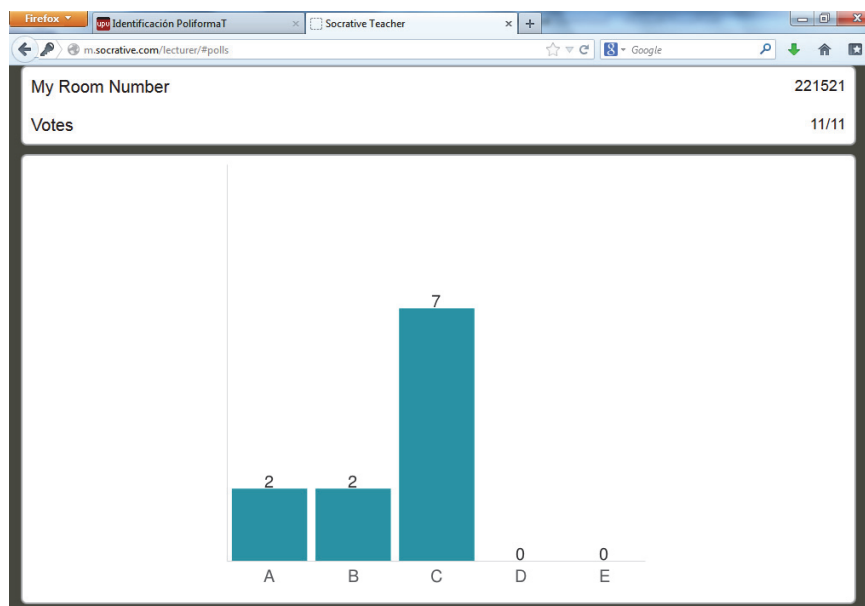 Firefox
upv Identificación PoliformaT
Socrative Teacher
m.socrative.com/lecturer/#polls
Google
My Room Number 221521
Votes 11/11
7
2 2
0 0
A B C D E